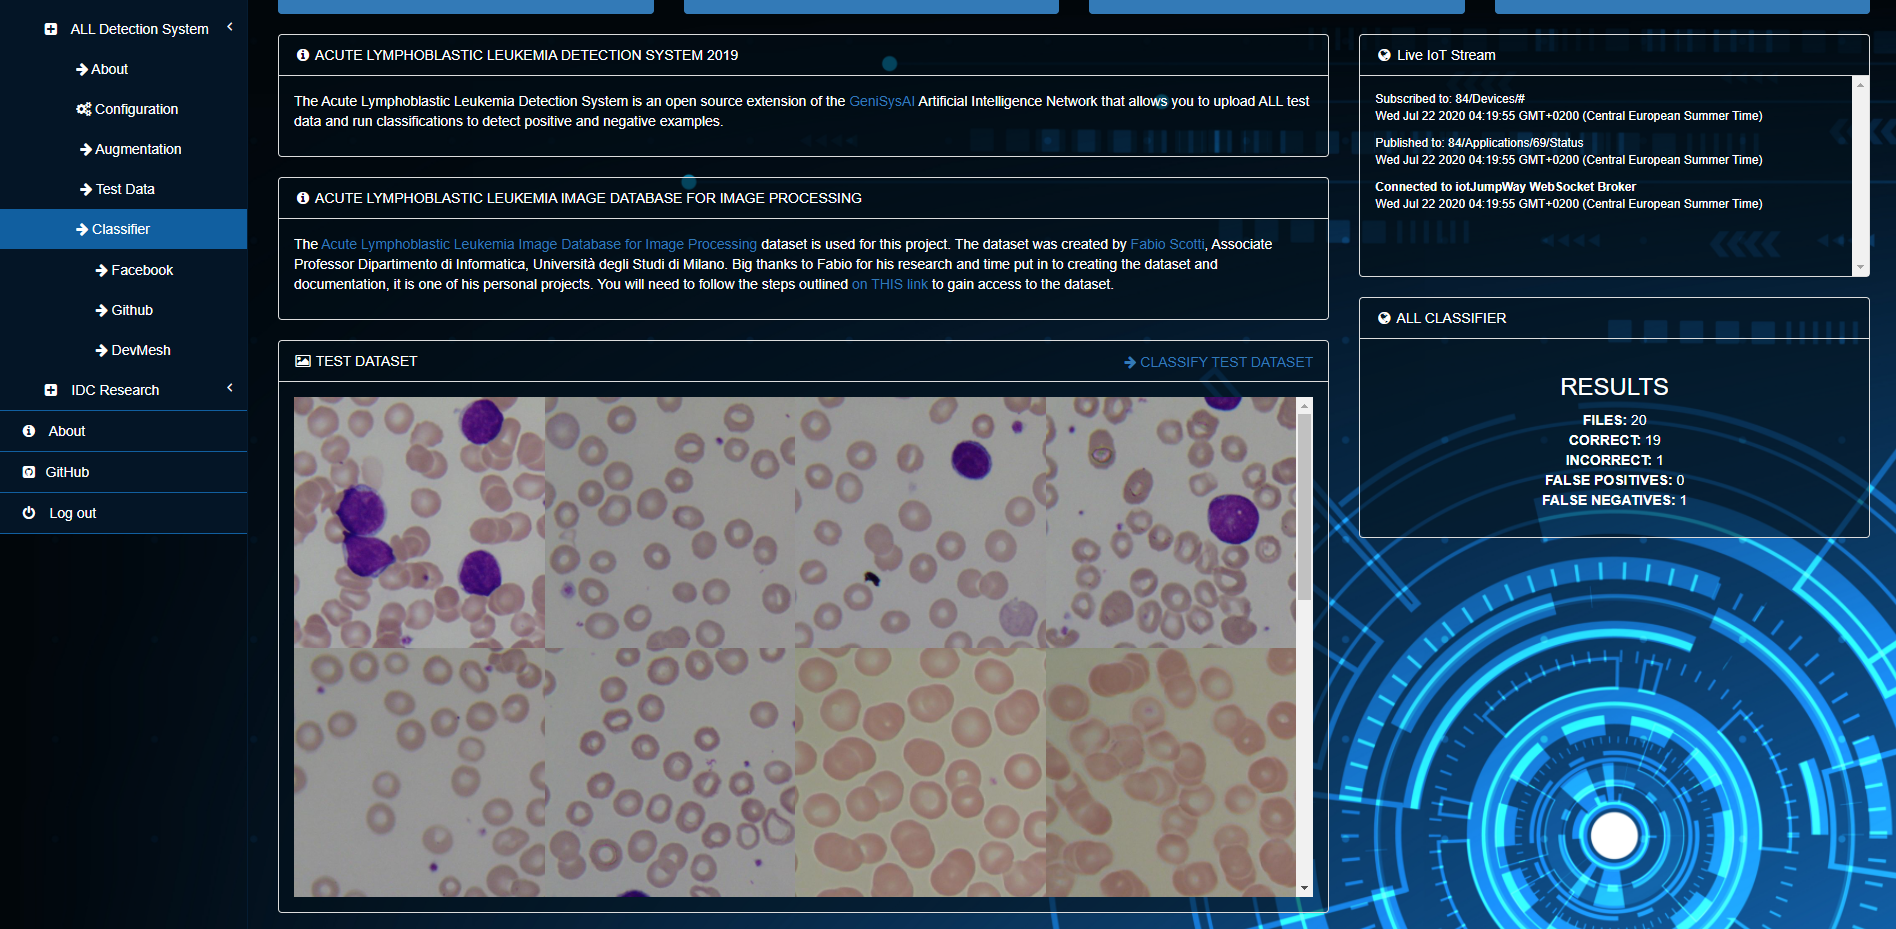 ALL Detection System
About
Configuration
Augmentation
Test Data
Classifier
Facebook
Github
DevMesh
IDC Research
About
GitHub
Log out
ACUTE LYMPHOBLASTIC LEUKEMIA DETECTION SYSTEM 2019
The Acute Lymphoblastic Leukemia Detection System is an open source extension of the GeniSysAI Artificial Intelligence Network that allows you to upload ALL test
data and run classifications to detect positive and negative examples.
ACUTE LYMPHOBLASTIC LEUKEMIA IMAGE DATABASE FOR IMAGE PROCESSING
The Acute Lymphoblastic Leukemia Image Database for Image Processing dataset is used for this project. The dataset was created by Fabio Scotti, Associate
Professor Dipartimento di Informatica, Università degli Studi di Milano. Big thanks to Fabio for his research and time put in to creating the dataset and
documentation, it is one of his personal projects. You will need to follow the steps outlined on THIS link to gain access to the dataset.
TEST DATASET
CLASSIFY TEST DATASET
Live IoT Stream
Subscribed to: 84/Devices/#
Wed Jul 22 2020 04:19:55 GMT+0200 (Central European Summer Time)
Published to: 84/Applications/69/Status
Wed Jul 22 2020 04:19:55 GMT+0200 (Central European Summer Time)
Connected to iotJumpWay WebSocket Broker
Wed Jul 22 2020 04:19:55 GMT+0200 (Central European Summer Time)
ALL CLASSIFIER
RESULTS
FILES: 20
CORRECT: 19
INCORRECT: 1
FALSE POSITIVES: 0
FALSE NEGATIVES: 1